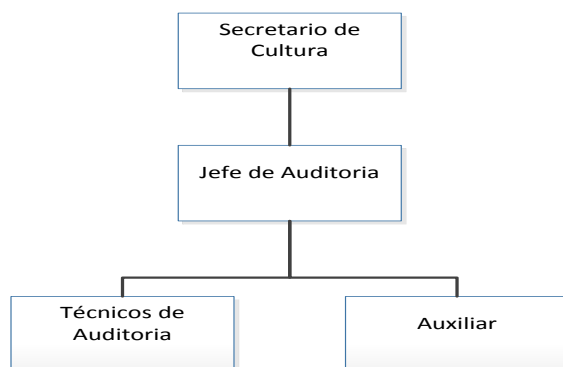 Secretario de
Cultura
Jefe de Auditoria
Técnicos de
Auditoria
Auxiliar